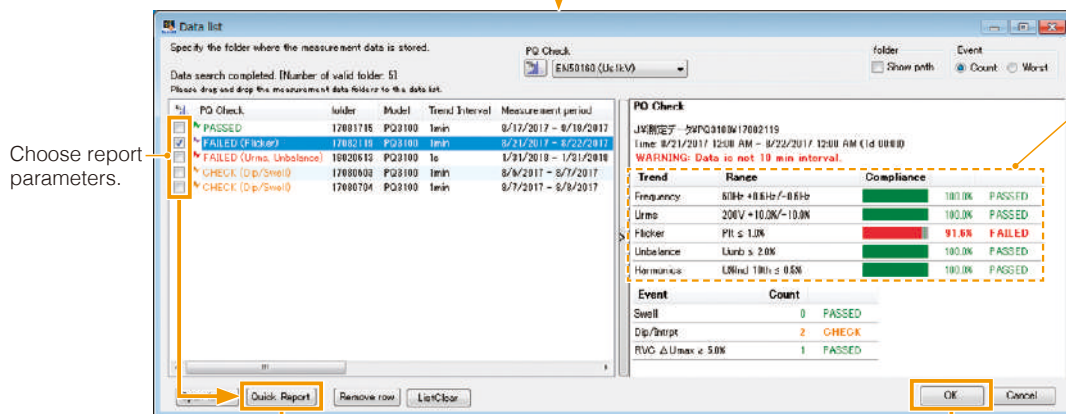 Data list
Specify the folder where the measurement data is stored.
PQ Check
folder
Event
EN50160 (U≤1kV)
Show path
Count
Worst
Data search completed. [Number of valid folder: 5]
Please drag and drop the measurement data folders to the data list.
PQ Check folder Model Trend Interval Measurement period
PASSED 17081715 PQ3100 1min 8/17/2017 - 8/18/2017
FAILED (Flicker) 17082119 PQ3100 1min 8/21/2017 - 8/22/2017
FAILED (Urms, Unbalance) PQ3100 1s 1/31/2018 - 1/31/2018
CHECK (Dip/Swell) 17080603 PQ3100 1min 8/6/2017 - 8/7/2017
CHECK (Dip/Swell) 17080704 PQ3100 1min 8/7/2017 - 8/8/2017
Choose report
parameters.
PQ Check
J:¥測定データ¥PQ3100¥17082119
Time: 8/21/2017 12:00 AM - 8/22/2017 12:00 AM (1d 00:00)
WARNING: Data is not 10 min interval.
Trend Range Compliance
Frequency 60Hz +0.6Hz/-0.6Hz 100.0% PASSED
Urms 200V +10.0%/-10.0% 100.0% PASSED
Flicker Plt ≤ 1.0% 91.6% FAILED
Unbalance Uunb ≤ 2.0% 100.0% PASSED
Harmonics 100.0% PASSED
Event Count
Swell 0 PASSED
Dip/Intrpt 2 CHECK
RVC ΔUmax ≥ 5.0% 1 PASSED
Quick Report
Remove row
ListClear
OK
Cancel